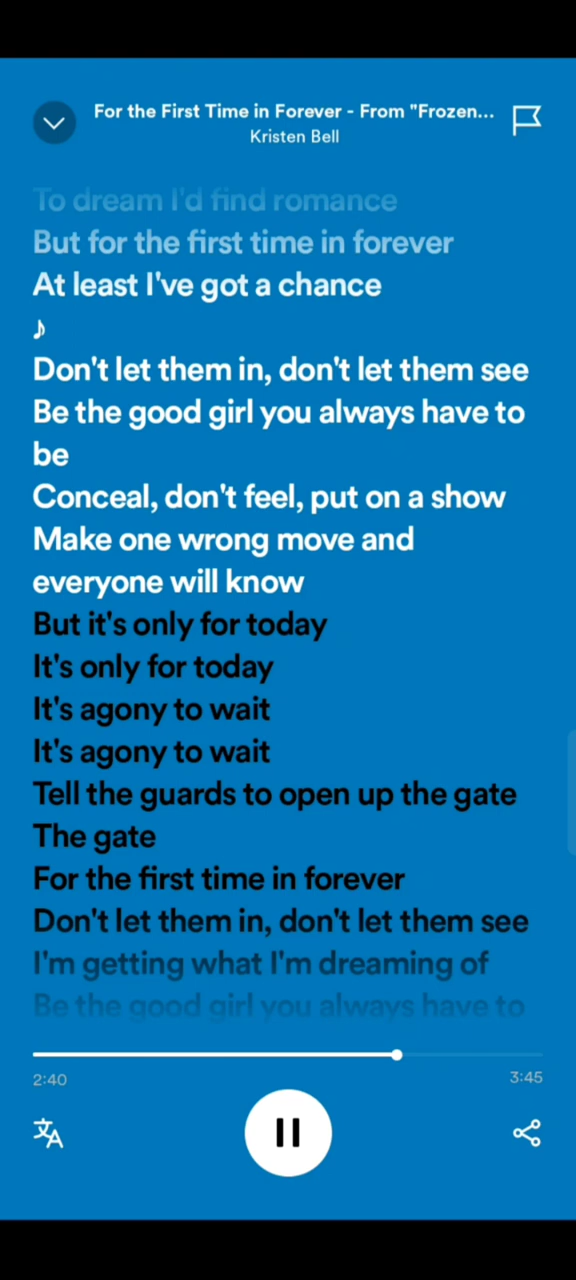 For the First Time in Forever - From "Frozen...
Kristen Bell
To dream I'd find romance
But for the first time in forever
At least I've got a chance
♪
Don't let them in, don't let them see
Be the good girl you always have to
be
Conceal, don't feel, put on a show
Make one wrong move and
everyone will know
But it's only for today
It's only for today
It's agony to wait
It's agony to wait
Tell the guards to open up the gate
The gate
For the first time in forever
Don't let them in, don't let them see
I'm getting what I'm dreaming of
Be the good girl you always have to
2:40
3:45